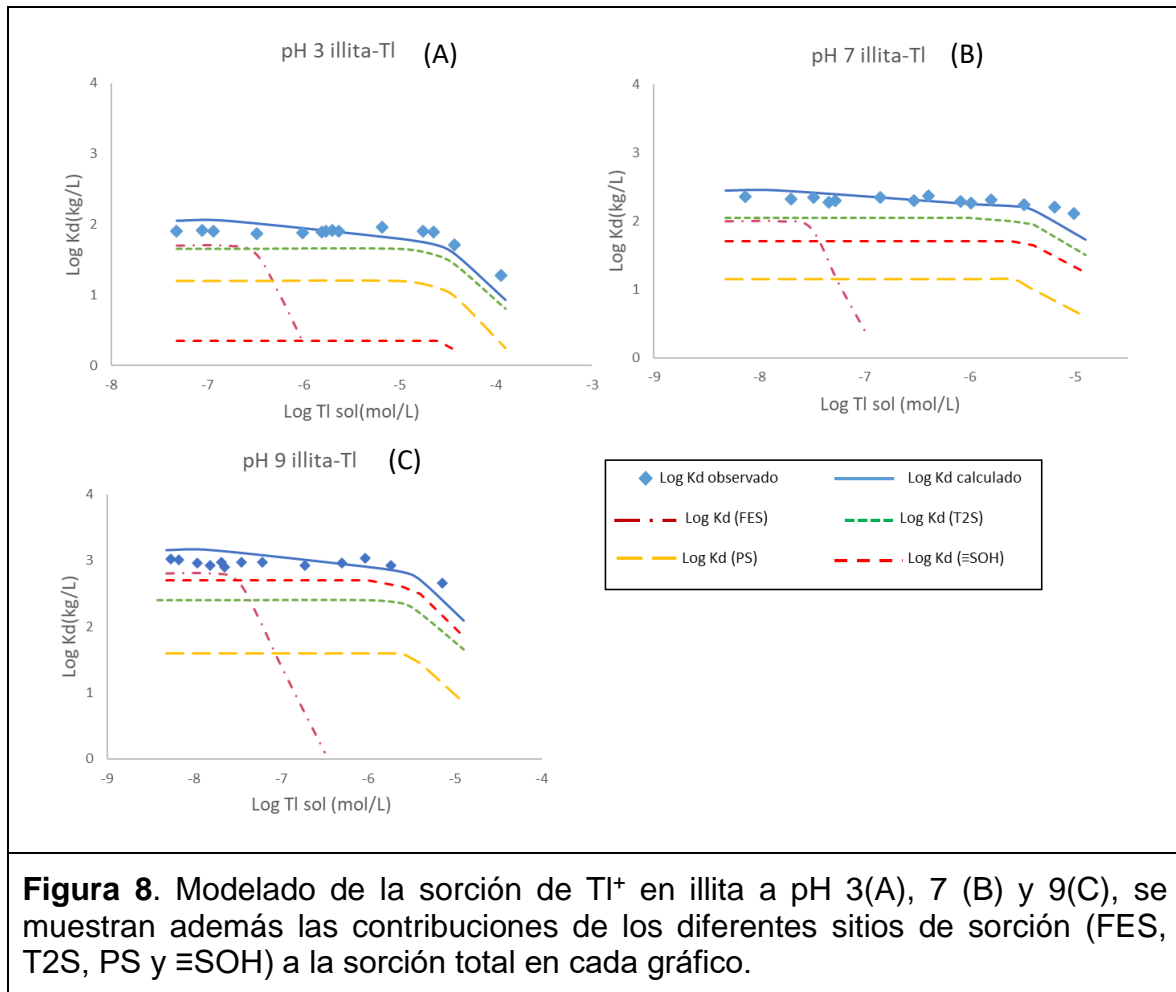 pH 3 illita-Tl (A)
4
3
2
1
0
Log Kd(kg/L)
-8 -7 -6 -5 -4 -3
Log Tl sol(mol/L)
pH 7 illita-Tl (B)
4
3
2
1
0
Log Kd(kg/L)
-9 -8 -7 -6 -5
Log Tl sol (mol/L)
pH 9 illita-Tl (C)
4
3
2
1
0
Log Kd(kg/L)
-9 -8 -7 -6 -5 -4
Log Tl sol (mol/L)
Log Kd observado Log Kd calculado
Log Kd (FES) Log Kd (T2S)
Log Kd (PS) Log Kd (≡SOH)
Figura 8. Modelado de la sorción de Tl⁺ en illita a pH 3(A), 7 (B) y 9(C), se
muestran además las contribuciones de los diferentes sitios de sorción (FES,
T2S, PS y ≡SOH) a la sorción total en cada gráfico.